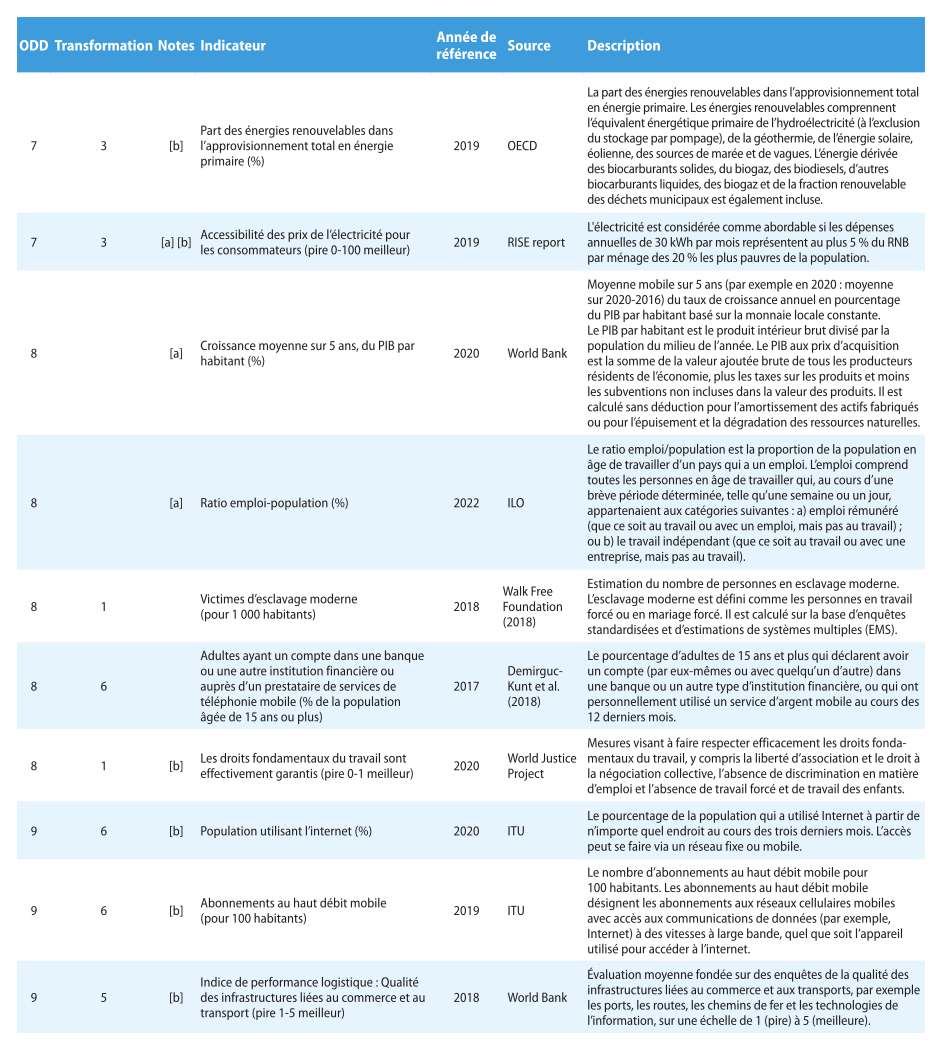 ODD Transformation Notes Indicateur Année de référence Source Description
La part des énergies renouvelables dans l’approvisionnement total
en énergie primaire. Les énergies renouvelables comprennent
l’équivalent énergétique primaire de l’hydroélectricité (à l’exclusion
du stockage par pompage), de la géothermie, de l’énergie solaire,
éolienne, des sources de marée et de vagues. L’énergie dérivée
des biocarburants solides, du biogaz, des biodiesels, d’autres
biocarburants liquides, des biogaz et de la fraction renouvelable
des déchets municipaux est également incluse.
7 3 [b]
Part des énergies renouvelables dans
l’approvisionnement total en énergie
primaire (%)
2019 OECD
7 3 [a] [b]
Accessibilité des prix de l’électricité pour
les consommateurs (pire 0-100 meilleur)
2019 RISE report
L’électricité est considérée comme abordable si les dépenses
annuelles de 30 kWh par mois représentent au plus 5 % du RNB
par ménage des 20 % les plus pauvres de la population.
8 [a]
Croissance moyenne sur 5 ans, du PIB par
habitant (%)
2020 World Bank
Moyenne mobile sur 5 ans (par exemple en 2020 : moyenne
sur 2020-2016) du taux de croissance annuel en pourcentage
du PIB par habitant basé sur la monnaie locale constante.
Le PIB par habitant est le produit intérieur brut divisé par la
population du milieu de l’année. Le PIB aux prix d’acquisition
est la somme de la valeur ajoutée brute de tous les producteurs
résidents de l’économie, plus les taxes sur les produits et moins
les subventions non incluses dans la valeur des produits. Il est
calculé sans déduction pour l’amortissement des actifs fabriqués
ou pour l’épuisement et la dégradation des ressources naturelles.
8 [a] Ratio emploi-population (%) 2022 ILO
Le ratio emploi/population est la proportion de la population en
âge de travailler d’un pays qui a un emploi. L’emploi comprend
toutes les personnes en âge de travailler qui, au cours d’une
brève période déterminée, telle qu’une semaine ou un jour,
appartenaient aux catégories suivantes : a) emploi rémunéré
(que ce soit au travail ou avec un emploi, mais pas au travail) ;
ou b) le travail indépendant (que ce soit au travail ou avec une
entreprise, mais pas au travail).
8 1
Victimes d’esclavage moderne
(pour 1 000 habitants)
2018
Walk Free
Foundation
(2018)
Estimation du nombre de personnes en esclavage moderne.
L’esclavage moderne est défini comme les personnes en travail
forcé ou en mariage forcé. Il est calculé sur la base d’enquêtes
standardisées et d’estimations de systèmes multiples (EMS).
8 6
Adultes ayant un compte dans une banque
ou une autre institution financière ou
auprès d’un prestataire de services de
téléphonie mobile (% de la population
âgée de 15 ans ou plus)
2017
Demirguc-
Kunt et al.
(2018)
Le pourcentage d’adultes de 15 ans et plus qui déclarent avoir
un compte (par eux-mêmes ou avec quelqu’un d’autre) dans
une banque ou un autre type d’institution financière, ou qui ont
personnellement utilisé un service d’argent mobile au cours des
12 derniers mois.
8 1 [b]
Les droits fondamentaux du travail sont
effectivement garantis (pire 0-1 meilleur)
2020
World Justice
Project
Mesures visant à faire respecter efficacement les droits fonda-
mentaux du travail, y compris la liberté d’association et le droit à
la négociation collective, l’absence de discrimination en matière
d’emploi et l’absence de travail forcé et de travail des enfants.
9 6 [b] Population utilisant l’internet (%) 2020 ITU
Le pourcentage de la population qui a utilisé Internet à partir de
n’importe quel endroit au cours des trois derniers mois. L’accès
peut se faire via un réseau fixe ou mobile.
9 6 [b]
Abonnements au haut débit mobile
(pour 100 habitants)
2019 ITU
Le nombre d’abonnements au haut débit mobile pour
100 habitants. Les abonnements au haut débit mobile
désignent les abonnements aux réseaux cellulaires mobiles
avec accès aux communications de données (par exemple,
Internet) à des vitesses à large bande, quel que soit l’appareil
utilisé pour accéder à l’internet.
9 5 [b]
Indice de performance logistique : Qualité
des infrastructures liées au commerce et au
transport (pire 1-5 meilleur)
2018 World Bank
Évaluation moyenne fondée sur des enquêtes de la qualité des
infrastructures liées au commerce et aux transports, par exemple
les ports, les routes, les chemins de fer et les technologies de
l’information, sur une échelle de 1 (pire) à 5 (meilleure).